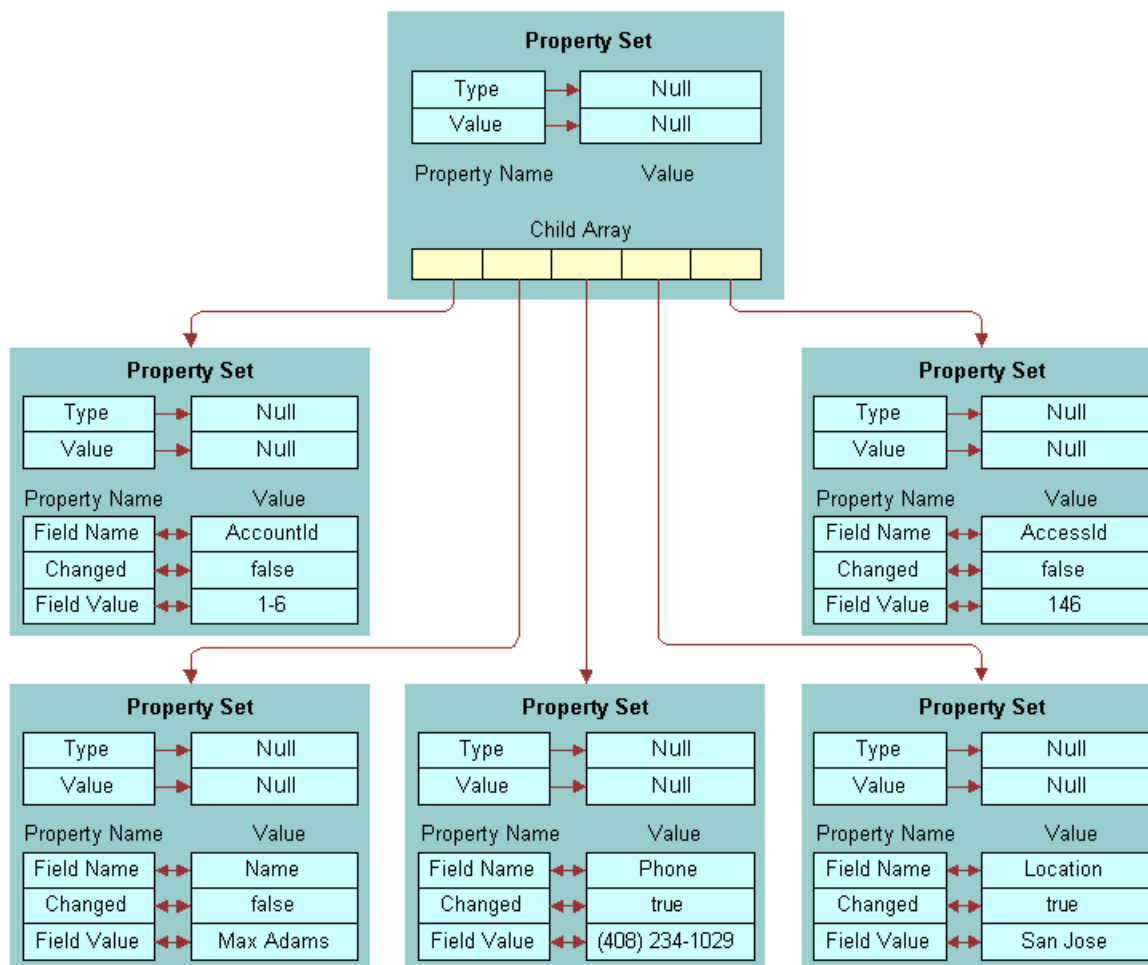 Property Set
Type Null
Value Null
Property Name Value
Child Array
Property Set
Type Null
Value Null
Property Name Value
Field Name AccountId
Changed false
Field Value 1-6
Property Set
Type Null
Value Null
Property Name Value
Field Name AccessId
Changed false
Field Value 146
Property Set
Type Null
Value Null
Property Name Value
Field Name Name
Changed false
Field Value Max Adams
Property Set
Type Null
Value Null
Property Name Value
Field Name Phone
Changed true
Field Value (408) 234-1029
Property Set
Type Null
Value Null
Property Name Value
Field Name Location
Changed true
Field Value San Jose